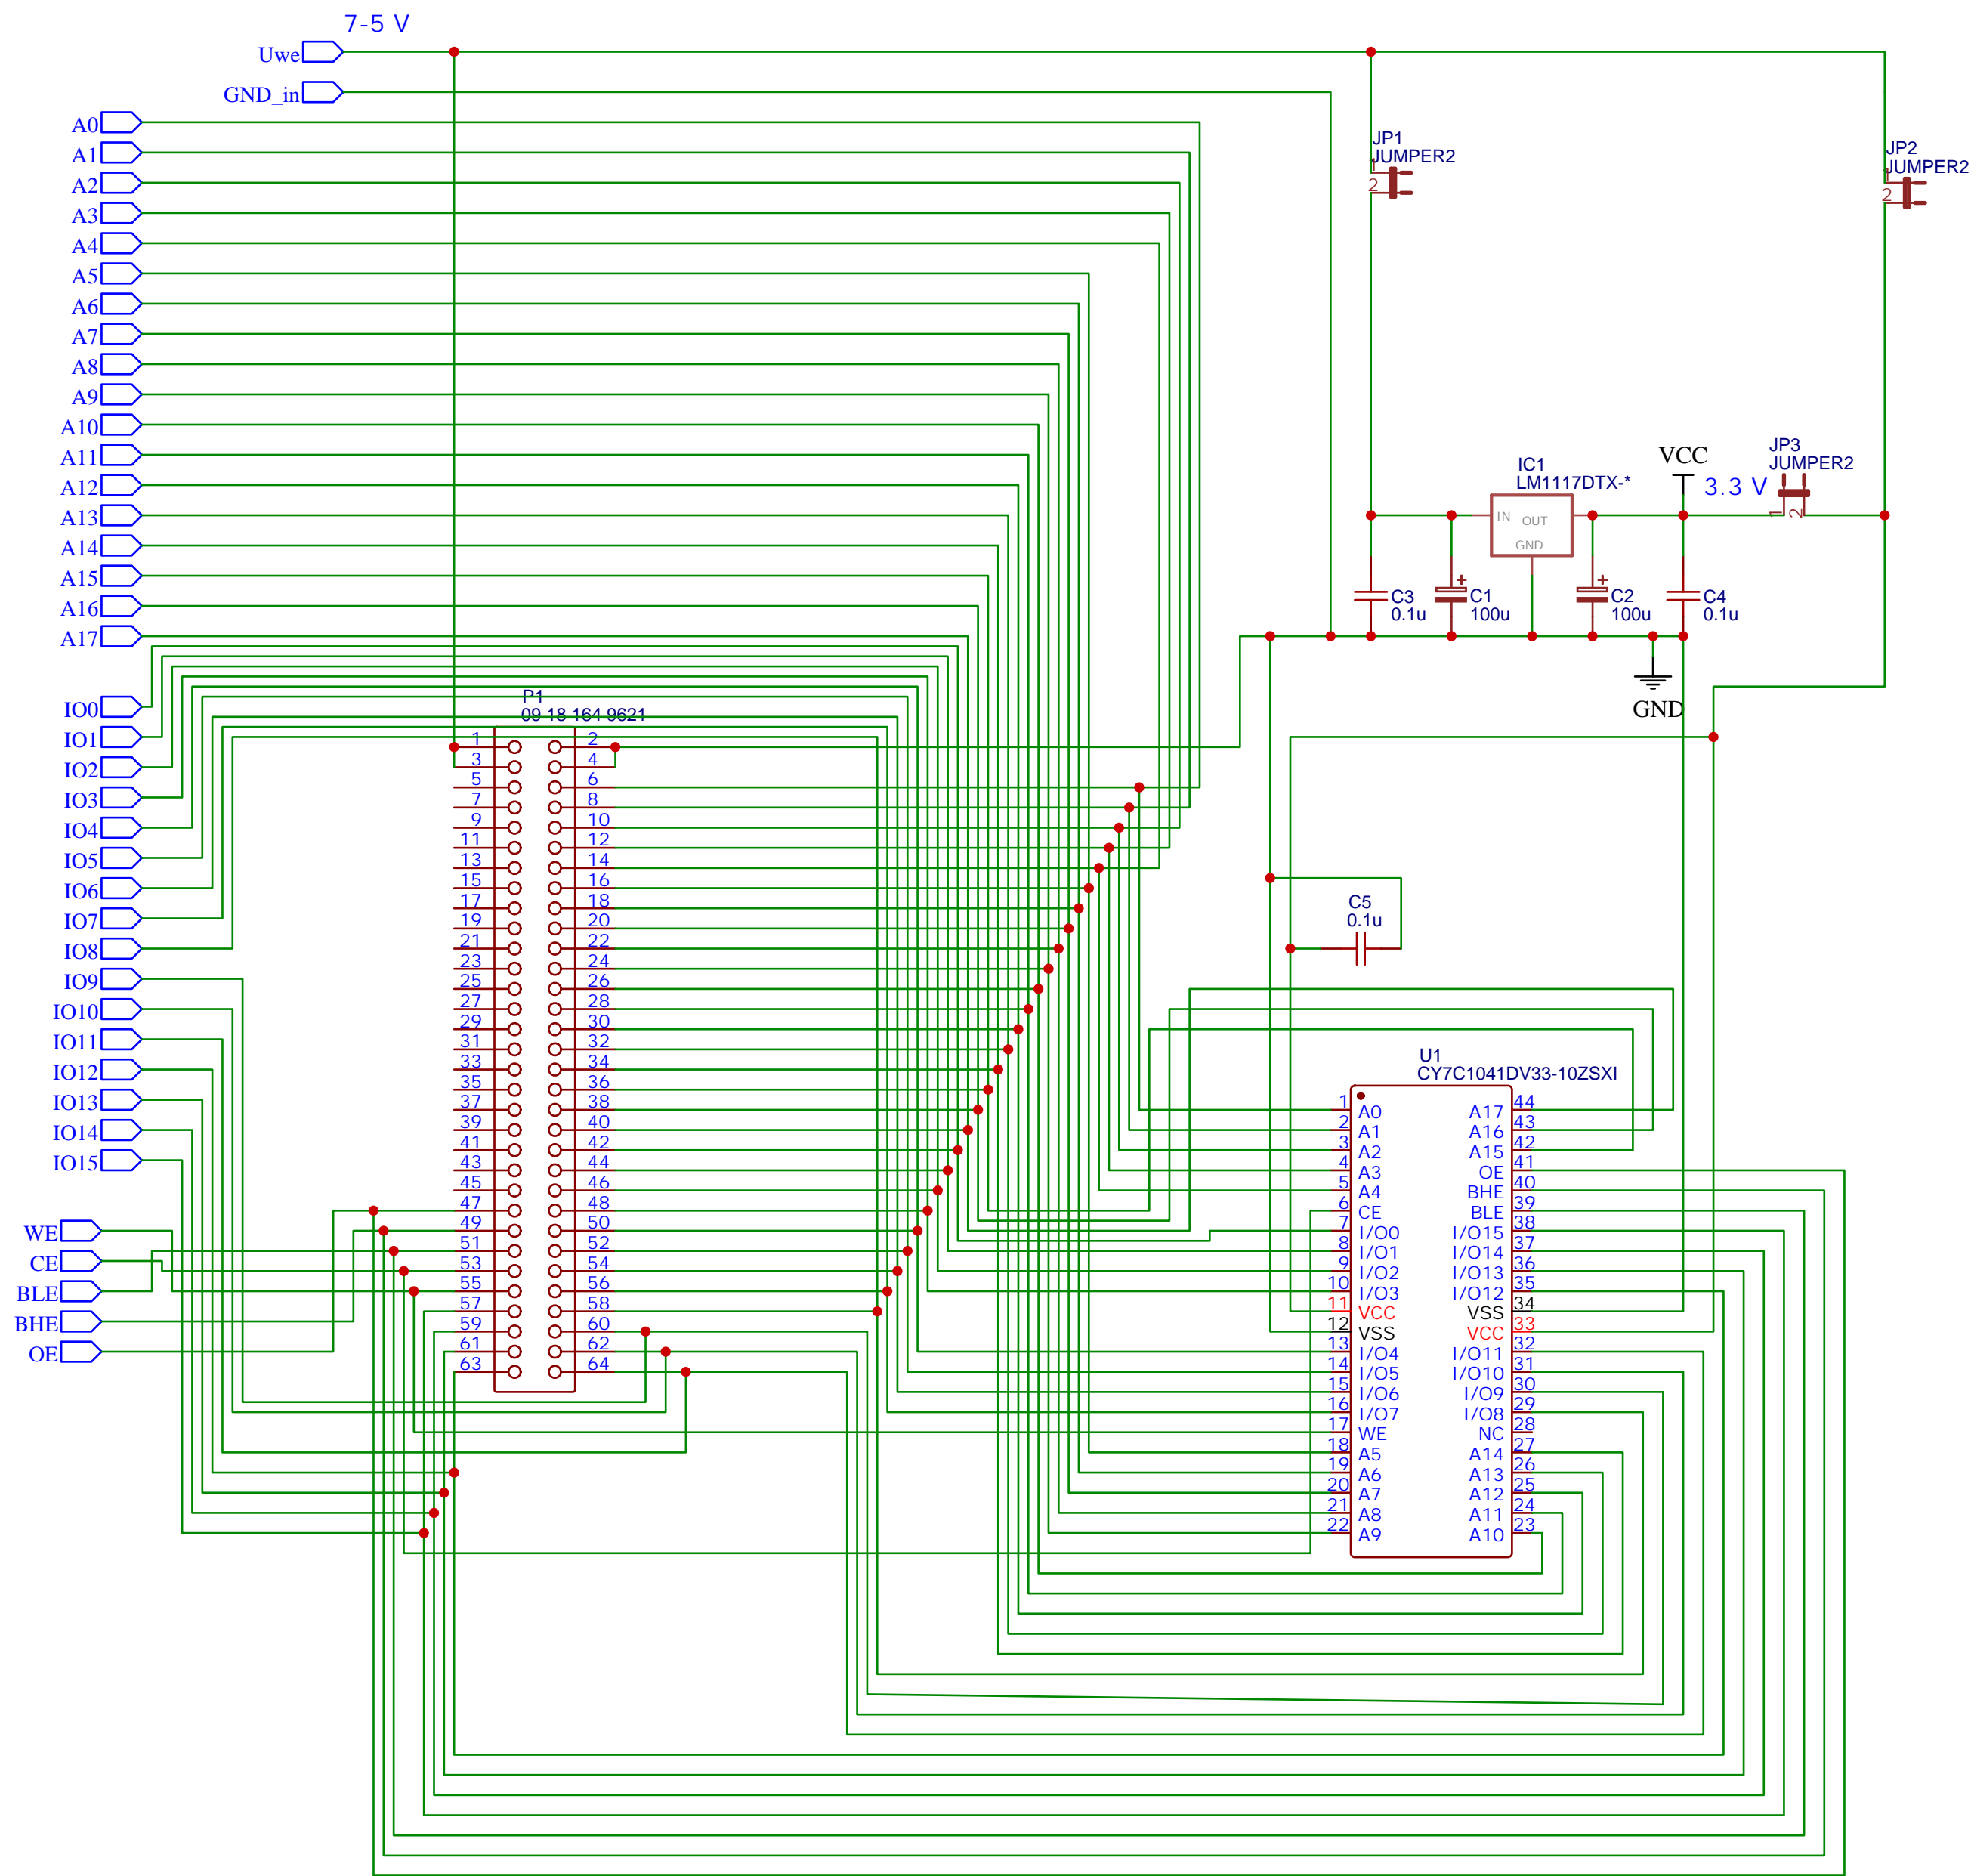 7-5 V
Uwe
GND_in
A0
A1
A2
A3
A4
A5
A6
A7
A8
A9
A10
A11
A12
A13
A14
A15
A16
A17
IO0
IO1
IO2
IO3
IO4
IO5
IO6
IO7
IO8
IO9
IO10
IO11
IO12
IO13
IO14
IO15
WE
CE
BLE
BHE
OE
P1
09 18 164 9621
1 2
3 4
5 6
7 8
9 10
11 12
13 14
15 16
17 18
19 20
21 22
23 24
25 26
27 28
29 30
31 32
33 34
35 36
37 38
39 40
41 42
43 44
45 46
47 48
49 50
51 52
53 54
55 56
57 58
59 60
61 62
63 64
JP1
JUMPER2
1
2
JP2
JUMPER2
1
2
JP3
JUMPER2
1
2
VCC
3.3 V
IC1
LM1117DTX-*
IN OUT
GND
C3
0.1u
+
C1
100u
+
C2
100u
C4
0.1u
GND
C5
0.1u
U1
CY7C1041DV33-10ZSXI
1 A0 A17 44
2 A1 A16 43
3 A2 A15 42
4 A3 OE 41
5 A4 BHE 40
6 CE BLE 39
7 I/O0 I/O15 38
8 I/O1 I/O14 37
9 I/O2 I/O13 36
10 I/O3 I/O12 35
11 VCC VSS 34
12 VSS VCC 33
13 I/O4 I/O11 32
14 I/O5 I/O10 31
15 I/O6 I/O9 30
16 I/O7 I/O8 29
17 WE NC 28
18 A5 A14 27
19 A6 A13 26
20 A7 A12 25
21 A8 A11 24
22 A9 A10 23